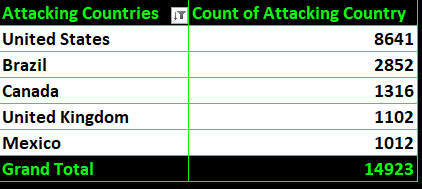 Attacking Countries Count of Attacking Country
United States 8641
Brazil 2852
Canada 1316
United Kingdom 1102
Mexico 1012
Grand Total 14923